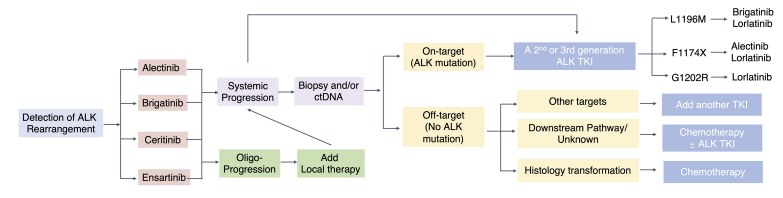 Detection of ALK
Rearrangement
Alectinib
Brigatinib
Ceritinib
Ensartinib
Systemic
Progression
Oligo-
Progression
Biopsy and/or
ctDNA
Add
Local therapy
On-target
(ALK mutation)
Off-target
(No ALK
mutation)
A 2nd or 3rd generation
ALK TKI
Other targets
Downstream Pathway/
Unknown
Histology transformation
L1196M
F1174X
G1202R
Brigatinib
Lorlatinib
Alectinib
Lorlatinib
Lorlatinib
Add another TKI
Chemotherapy
± ALK TKI
Chemotherapy